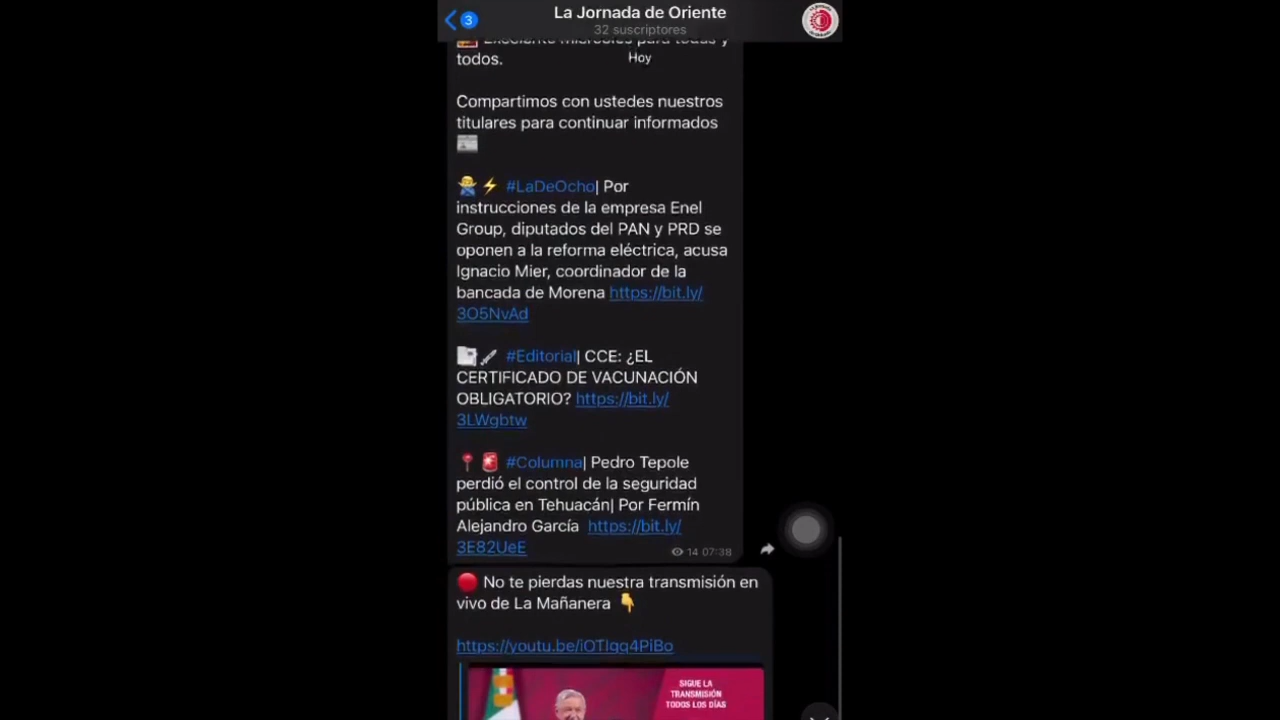 3
La Jornada de Oriente
32 suscriptores
Excelente miércoles para todas y
todos.
Hoy
Compartimos con ustedes nuestros
titulares para continuar informados
#LaDeOcho| Por
instrucciones de la empresa Enel
Group, diputados del PAN y PRD se
oponen a la reforma eléctrica, acusa
Ignacio Mier, coordinador de la
bancada de Morena https://bit.ly/
3O5NvAd
#Editorial| CCE: ¿EL
CERTIFICADO DE VACUNACIÓN
OBLIGATORIO? https://bit.ly/
3LWgbtw
#Columna| Pedro Tepole
perdió el control de la seguridad
pública en Tehuacán| Por Fermín
Alejandro García https://bit.ly/
3E82UeE
14 07:38
No te pierdas nuestra transmisión en
vivo de La Mañanera
SIGUE LA
TRANSMISIÓN
TODOS LOS DÍAS